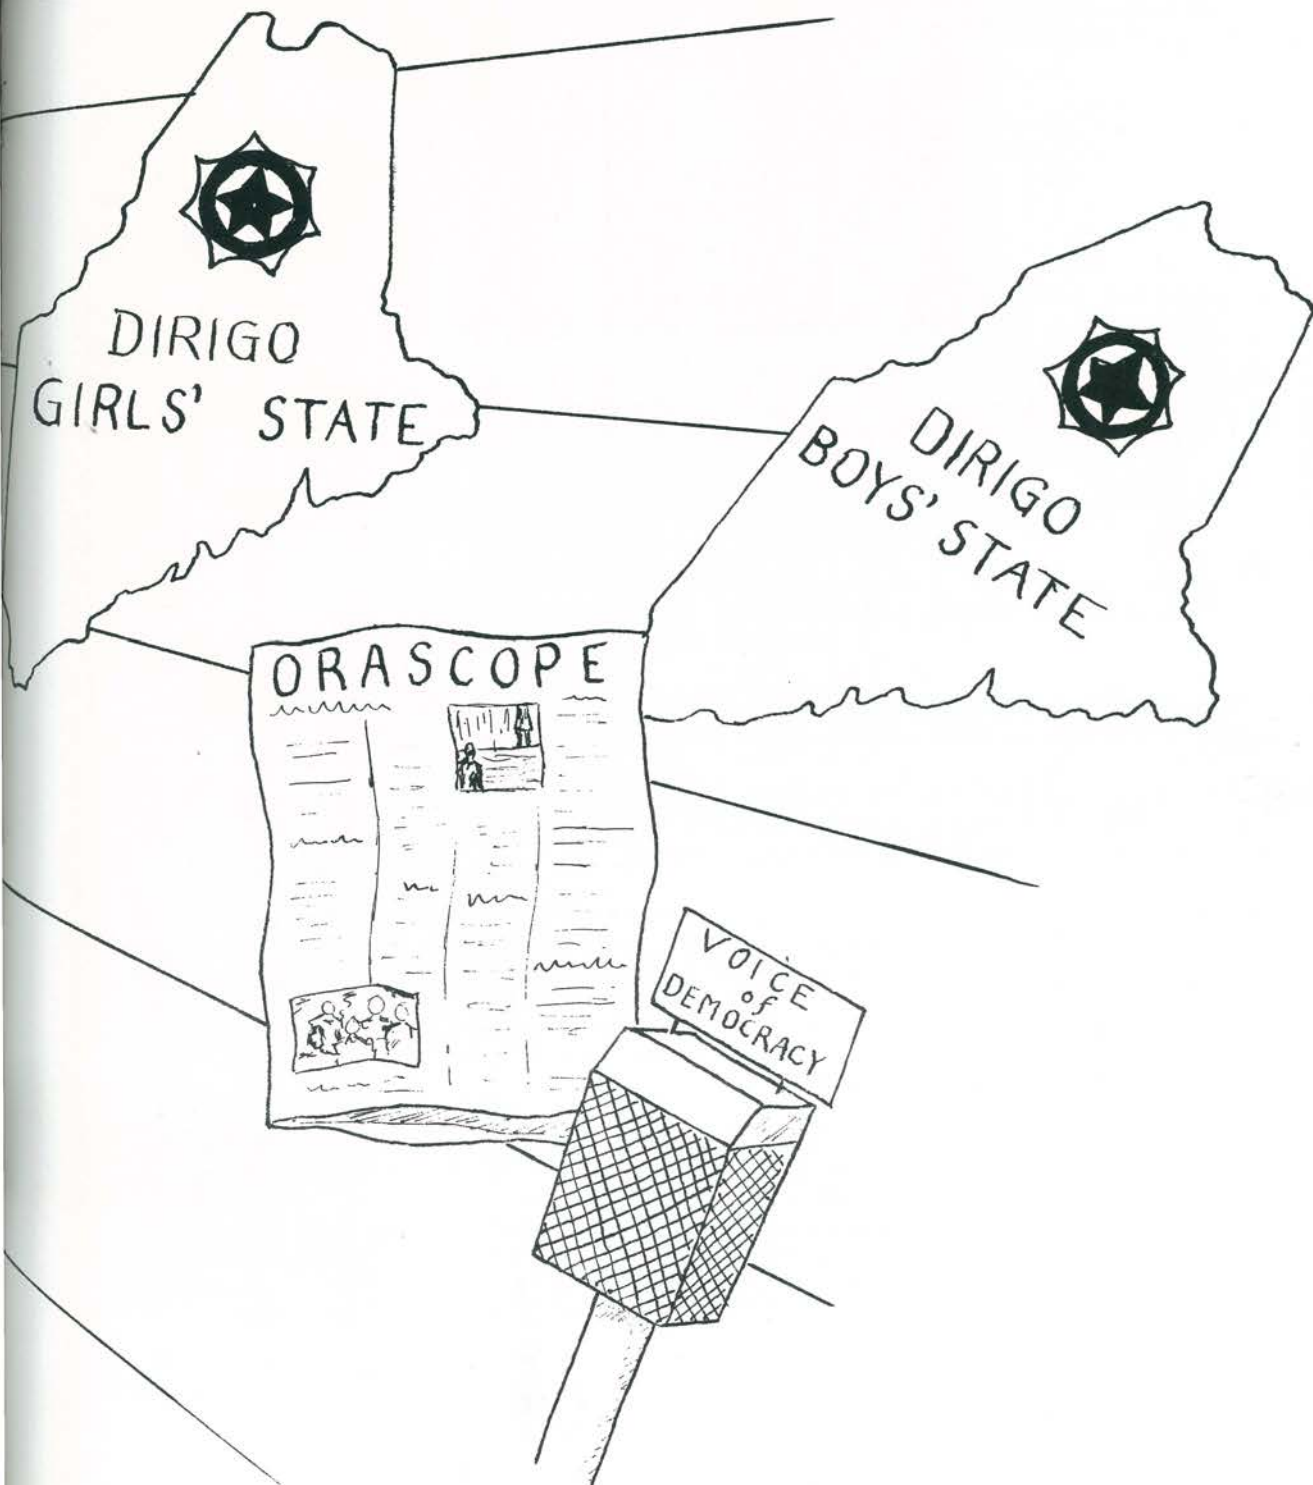 DIRIGO
GIRLS' STATE
DIRIGO
BOYS' STATE
ORASCOPE
VOICE
of
DEMOCRACY